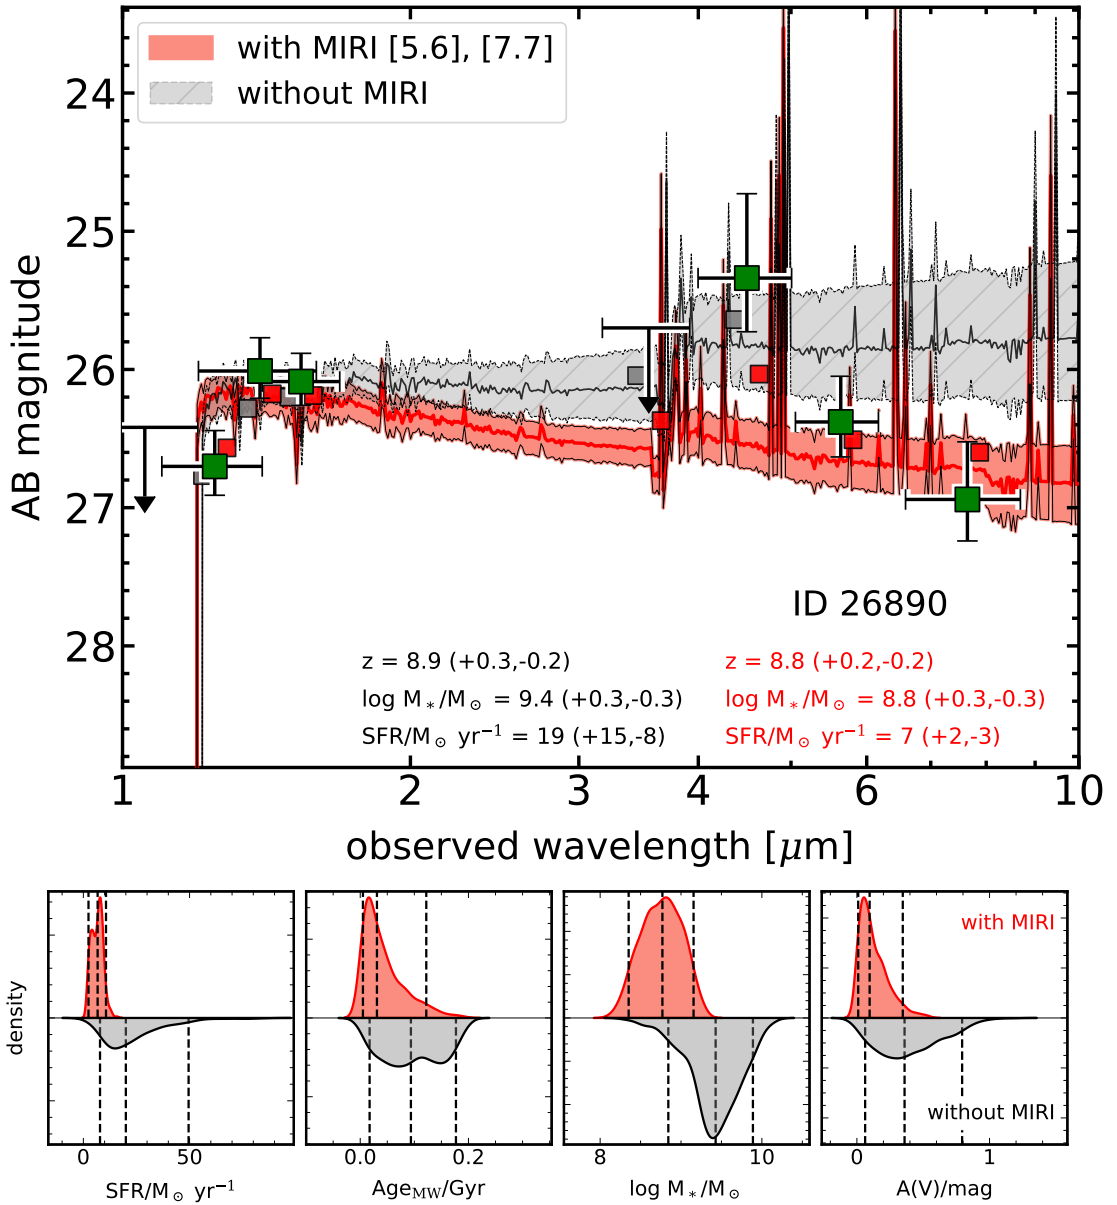 with MIRI [5.6], [7.7]
without MIRI
24
25
26
27
28
AB magnitude
ID 26890
z = 8.9 (+0.3,-0.2)
log M∗/M⊙ = 9.4 (+0.3,-0.3)
SFR/M⊙ yr⁻¹ = 19 (+15,-8)
z = 8.8 (+0.2,-0.2)
log M∗/M⊙ = 8.8 (+0.3,-0.3)
SFR/M⊙ yr⁻¹ = 7 (+2,-3)
1 2 3 4 6 10
observed wavelength [μm]
density
with MIRI
without MIRI
0 50
0.0 0.2
8 10
0 1
SFR/M⊙ yr⁻¹
Age_MW/Gyr
log M∗/M⊙
A(V)/mag